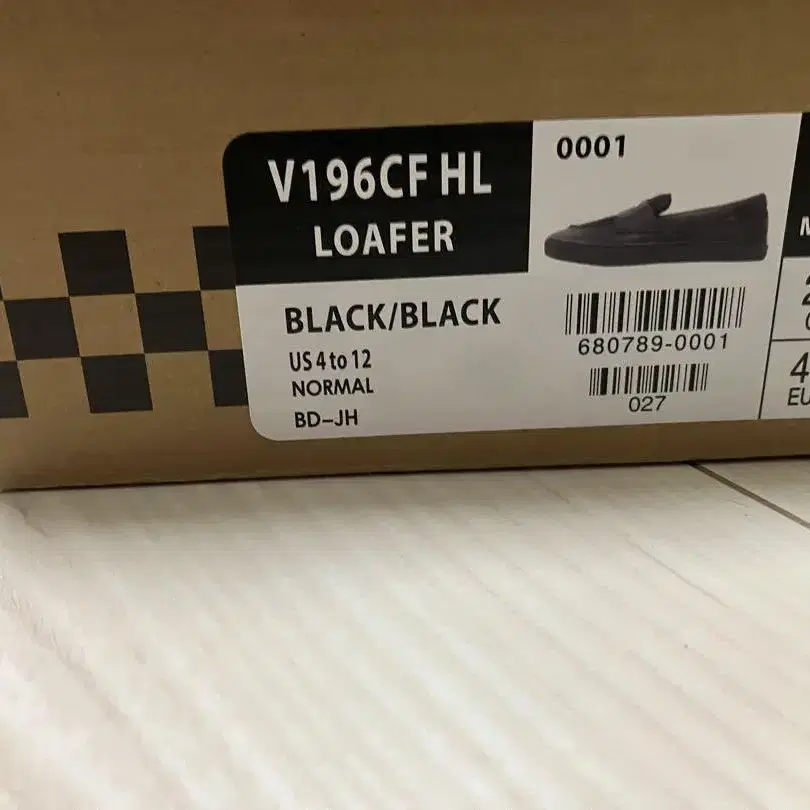 V196CF HL
LOAFER
0001
BLACK/BLACK
US 4 to 12
NORMAL
BD-JH
680789-0001
027